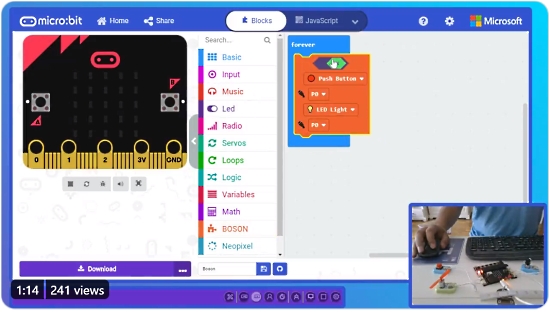 micro:bit
Home
Share
Blocks
JavaScript
Microsoft
Search...
Basic
Input
Music
Led
Radio
Servos
Loops
Logic
Variables
Math
BOSON
Neopixel
forever
Push Button
P0
LED Light
P0
A
B
0 1 2 3V GND
Download
Boson
1:14 241 views